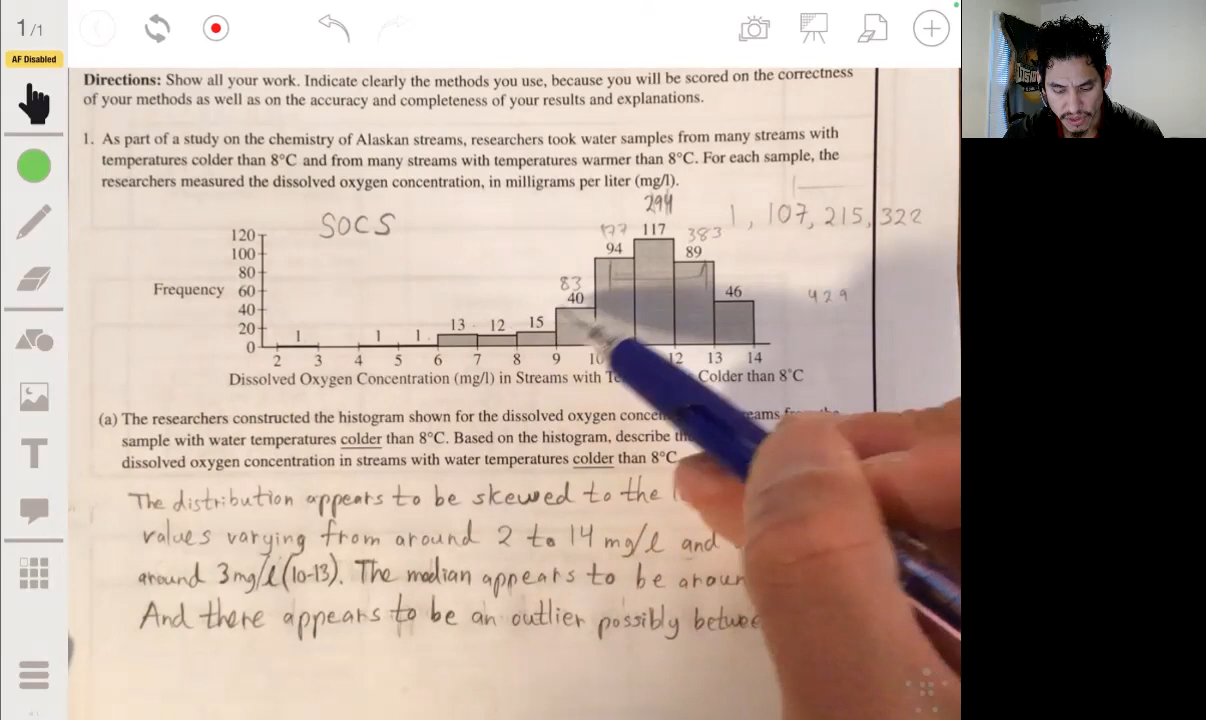 1/1
AF Disabled
Directions: Show all your work. Indicate clearly the methods you use, because you will be scored on the correctness
of your methods as well as on the accuracy and completeness of your results and explanations.
1. As part of a study on the chemistry of Alaskan streams, researchers took water samples from many streams with
temperatures colder than 8°C and from many streams with temperatures warmer than 8°C. For each sample, the
researchers measured the dissolved oxygen concentration, in milligrams per liter (mg/l).
SOCS
294
1, 107, 215, 322
177 117 383
94 89
83
40 46 429
13 12 15
1 1 1
Frequency
120
100
80
60
40
20
0
2 3 4 5 6 7 8 9 12 13 14
Dissolved Oxygen Concentration (mg/l) in Streams with Colder than 8°C
(a) The researchers constructed the histogram shown for the dissolved oxygen
sample with water temperatures colder than 8°C. Based on the histogram, describe
dissolved oxygen concentration in streams with water temperatures colder than 8°C
The distribution appears to be skewed to the
values varying from around 2 to 14 mg/l and
around 3mg/l (10-13). The median appears to be
And there appears to be an outlier possibly
T